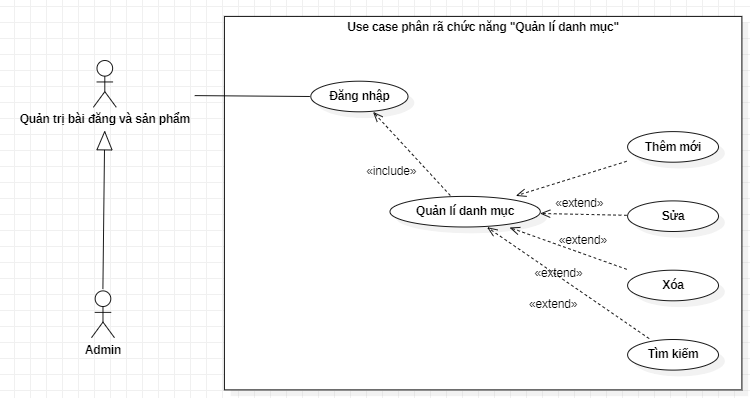 Use case phân rã chức năng "Quản lí danh mục"
Đăng nhập
Quản trị bài đăng và sản phẩm
Thêm mới
«include»
«extend»
Quản lí danh mục
Sửa
«extend»
«extend»
Xóa
«extend»
Admin
Tìm kiếm